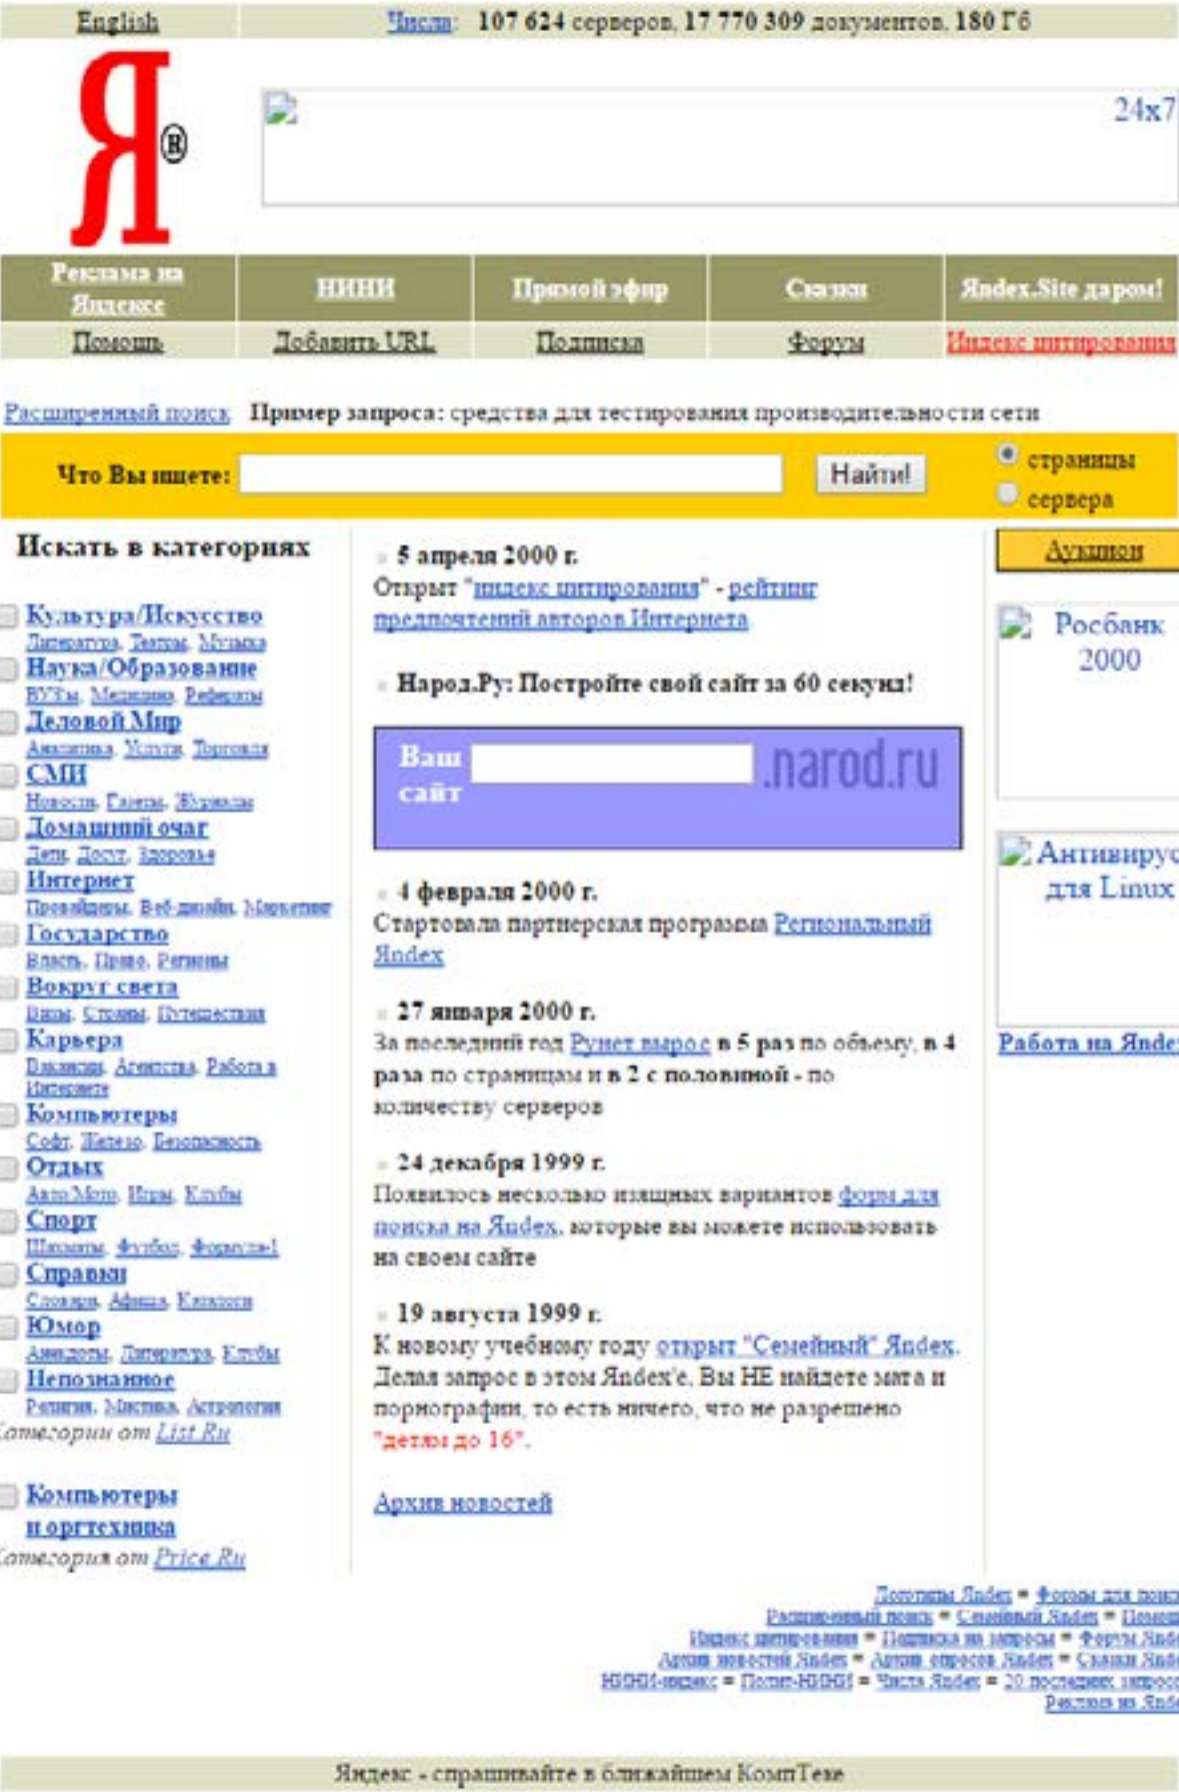 English
Числа: 107 624 серверов, 17 770 309 документов, 180 Гб
Я®
24x7
Реклама на
Яндексе
НИНИ
Прямой эфир
Сказки
Яndex.Site даром!
Помощь
Добавить URL
Подписка
Форум
Индекс цитирования
Расширенный поиск Пример запроса: средства для тестирования производительности сети
Что Вы ищете:
Найти!
страницы
сервера
Искать в категориях
Культура/Искусство
Литература, Театры, Музыка
Наука/Образование
ВУЗы, Медицина, Рефераты
Деловой Мир
Аналитика, Услуги, Торговля
СМИ
Новости, Газеты, Журналы
Домашний очаг
Дети, Досуг, Здоровье
Интернет
Провайдеры, Веб-дизайн, Маркетинг
Государство
Власть, Право, Регионы
Вокруг света
Визы, Страны, Путешествия
Карьера
Вакансии, Агентства, Работа в
Интернете
Компьютеры
Софт, Железо, Безопасность
Отдых
Авто/Мото, Игры, Клубы
Спорт
Шахматы, Футбол, Формула-1
Справки
Словари, Афиша, Каталоги
Юмор
Анекдоты, Литература, Клубы
Непознанное
Религия, Мистика, Астрология
Категории от List.Ru
Компьютеры
и оргтехника
Категория от Price.Ru
5 апреля 2000 г.
Открыт "индекс цитирования" - рейтинг
предпочтений авторов Интернета.
Народ.Ру: Постройте свой сайт за 60 секунд!
Ваш
сайт
.narod.ru
4 февраля 2000 г.
Стартовала партнерская программа Региональный
Яndex
27 января 2000 г.
За последний год Рунет вырос в 5 раз по объему, в 4
раза по страницам и в 2 с половиной - по
количеству серверов
24 декабря 1999 г.
Появилось несколько изящных вариантов форм для
поиска на Яndex, которые вы можете использовать
на своем сайте
19 августа 1999 г.
К новому учебному году открыт "Семейный" Яndex.
Делая запрос в этом Яndex'е, Вы НЕ найдете мата и
порнографии, то есть ничего, что не разрешено
"детям до 16".
Архив новостей
Аукцион
Росбанк
2000
Антивирус
для Linux
Работа на Яndex
Логотипы Яndex = Формы для поиска
Расширенный поиск = Семейный Яndex = Помощь
Индекс цитирования = Подписка на запросы = Форум Яnde
Архив новостей Яndex = Архив опросов Яndex = Сказки Яnde
НИНИ-индекс = Полит-НИНИ = Числа Яndex = 20 последних запросо
Реклама на Яnde
Яндекс - спрашивайте в ближайшем КомпТеке